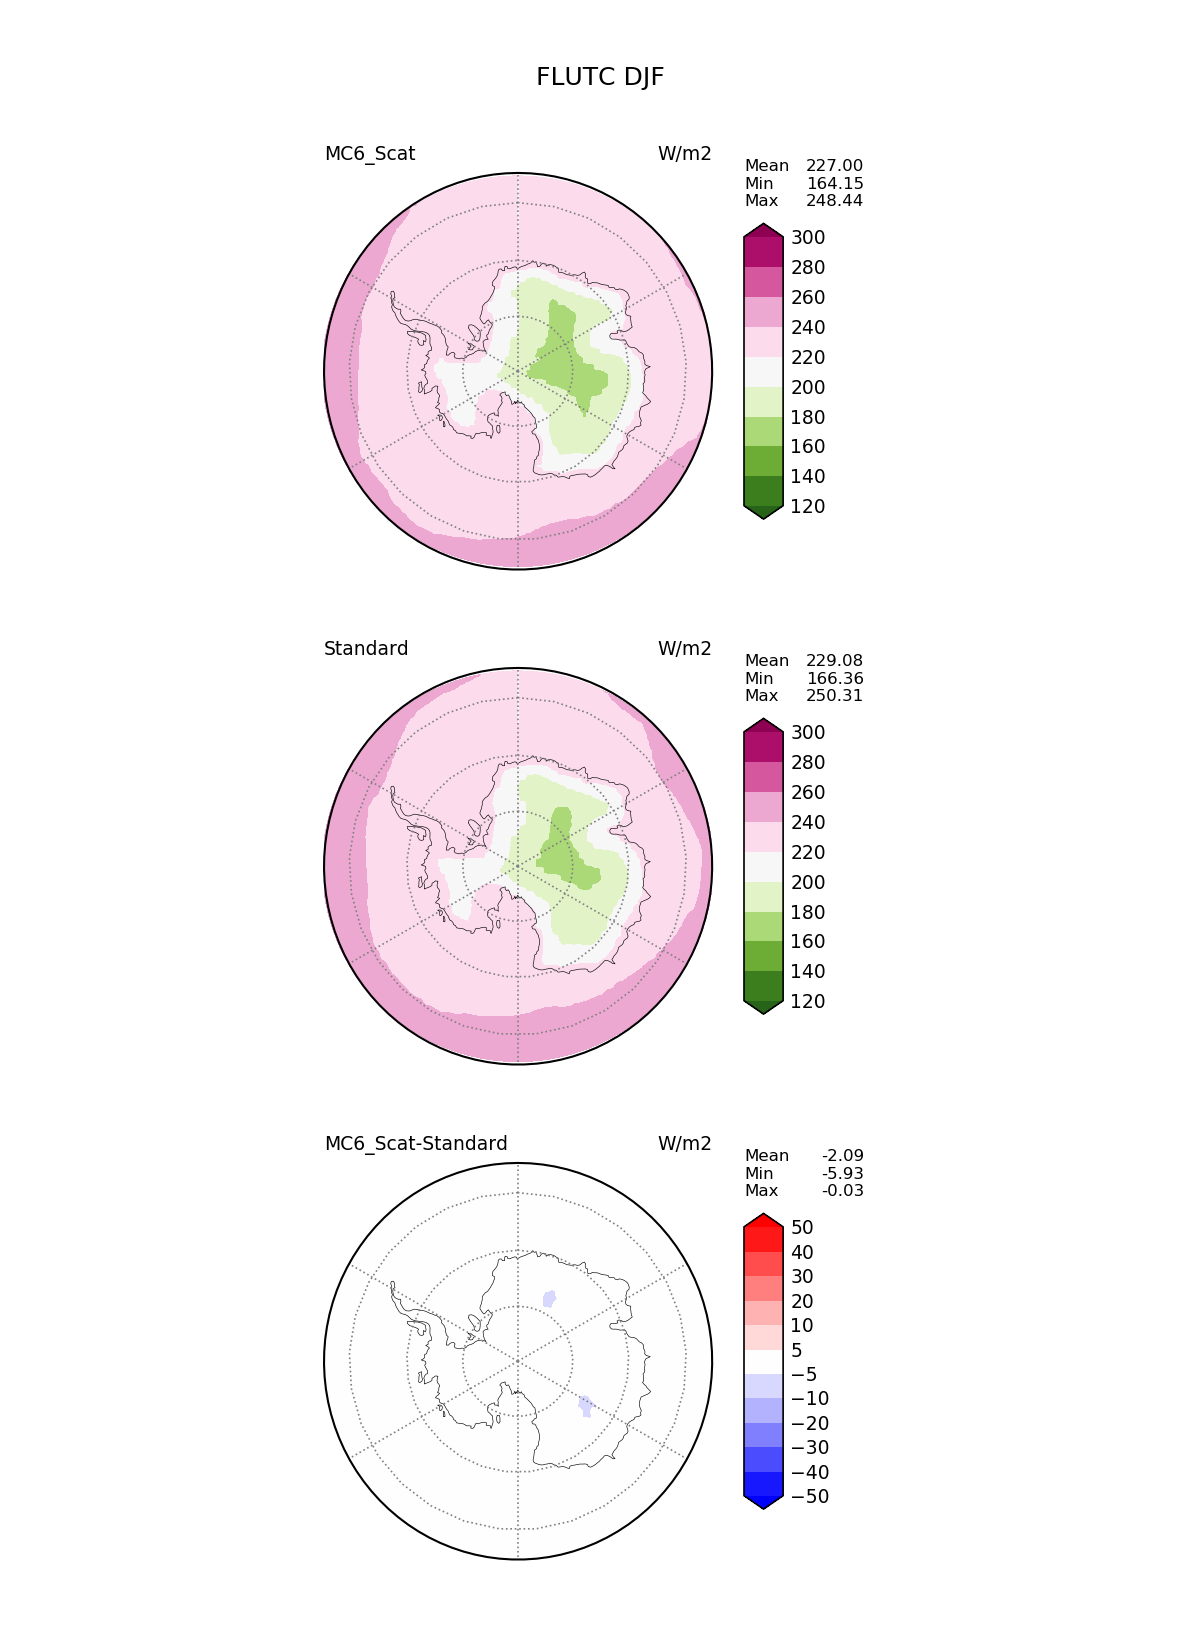 FLUTC DJF
MC6_Scat W/m2
Mean 227.00
Min 164.15
Max 248.44
300
280
260
240
220
200
180
160
140
120
Standard W/m2
Mean 229.08
Min 166.36
Max 250.31
300
280
260
240
220
200
180
160
140
120
MC6_Scat-Standard W/m2
Mean -2.09
Min -5.93
Max -0.03
50
40
30
20
10
5
−5
−10
−20
−30
−40
−50